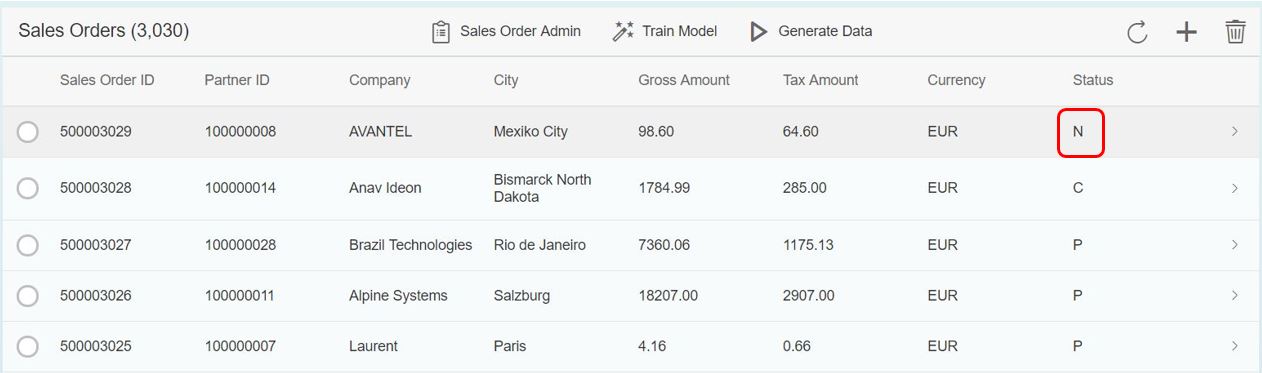 Sales Orders (3,030) Sales Order Admin Train Model Generate Data
Sales Order ID Partner ID Company City Gross Amount Tax Amount Currency Status
500003029 100000008 AVANTEL Mexiko City 98.60 64.60 EUR N
500003028 100000014 Anav Ideon Bismarck North Dakota 1784.99 285.00 EUR C
500003027 100000028 Brazil Technologies Rio de Janeiro 7360.06 1175.13 EUR P
500003026 100000011 Alpine Systems Salzburg 18207.00 2907.00 EUR P
500003025 100000007 Laurent Paris 4.16 0.66 EUR P